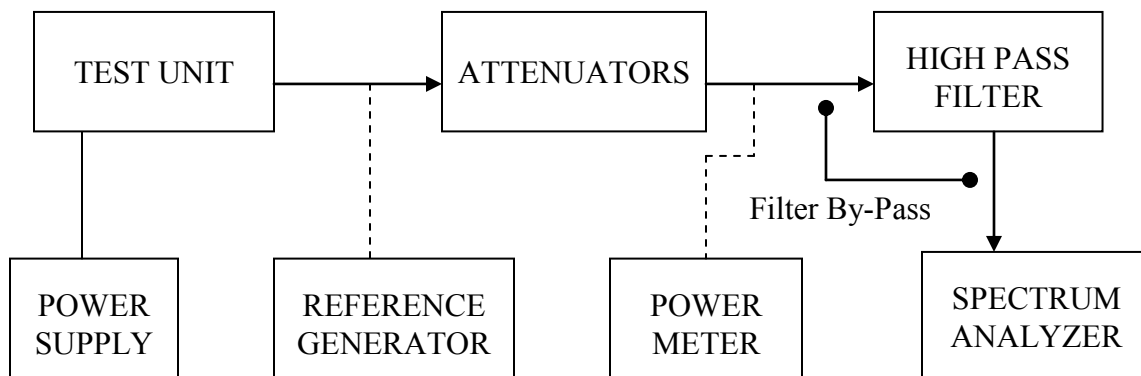 TEST UNIT
ATTENUATORS
HIGH PASS
FILTER
Filter By-Pass
POWER
SUPPLY
REFERENCE
GENERATOR
POWER
METER
SPECTRUM
ANALYZER